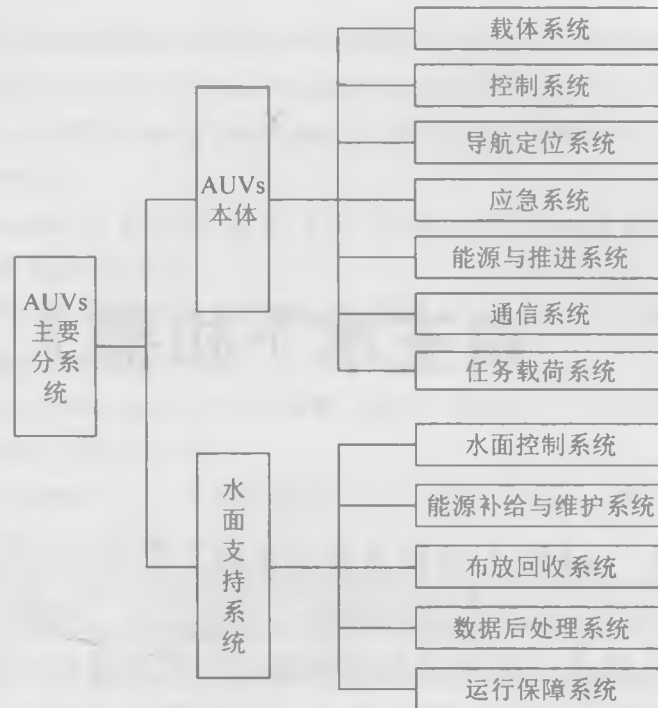 AUVs
主要
分系
统
AUVs
本体
载体系统
控制系统
导航定位系统
应急系统
能源与推进系统
通信系统
任务载荷系统
水
面
支
持
系
统
水面控制系统
能源补给与维护系统
布放回收系统
数据后处理系统
运行保障系统